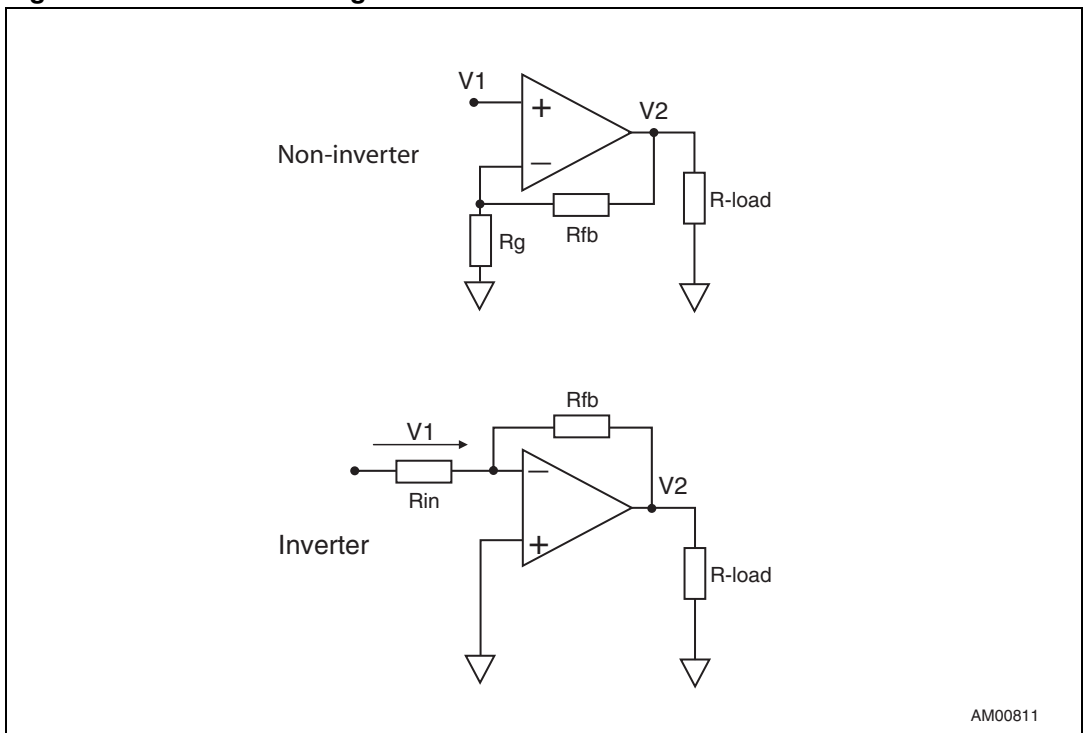 V1
+
V2
Non-inverter
−
R-load
Rfb
Rg
Rfb
V1
−
V2
Rin
Inverter
+
R-load
AM00811